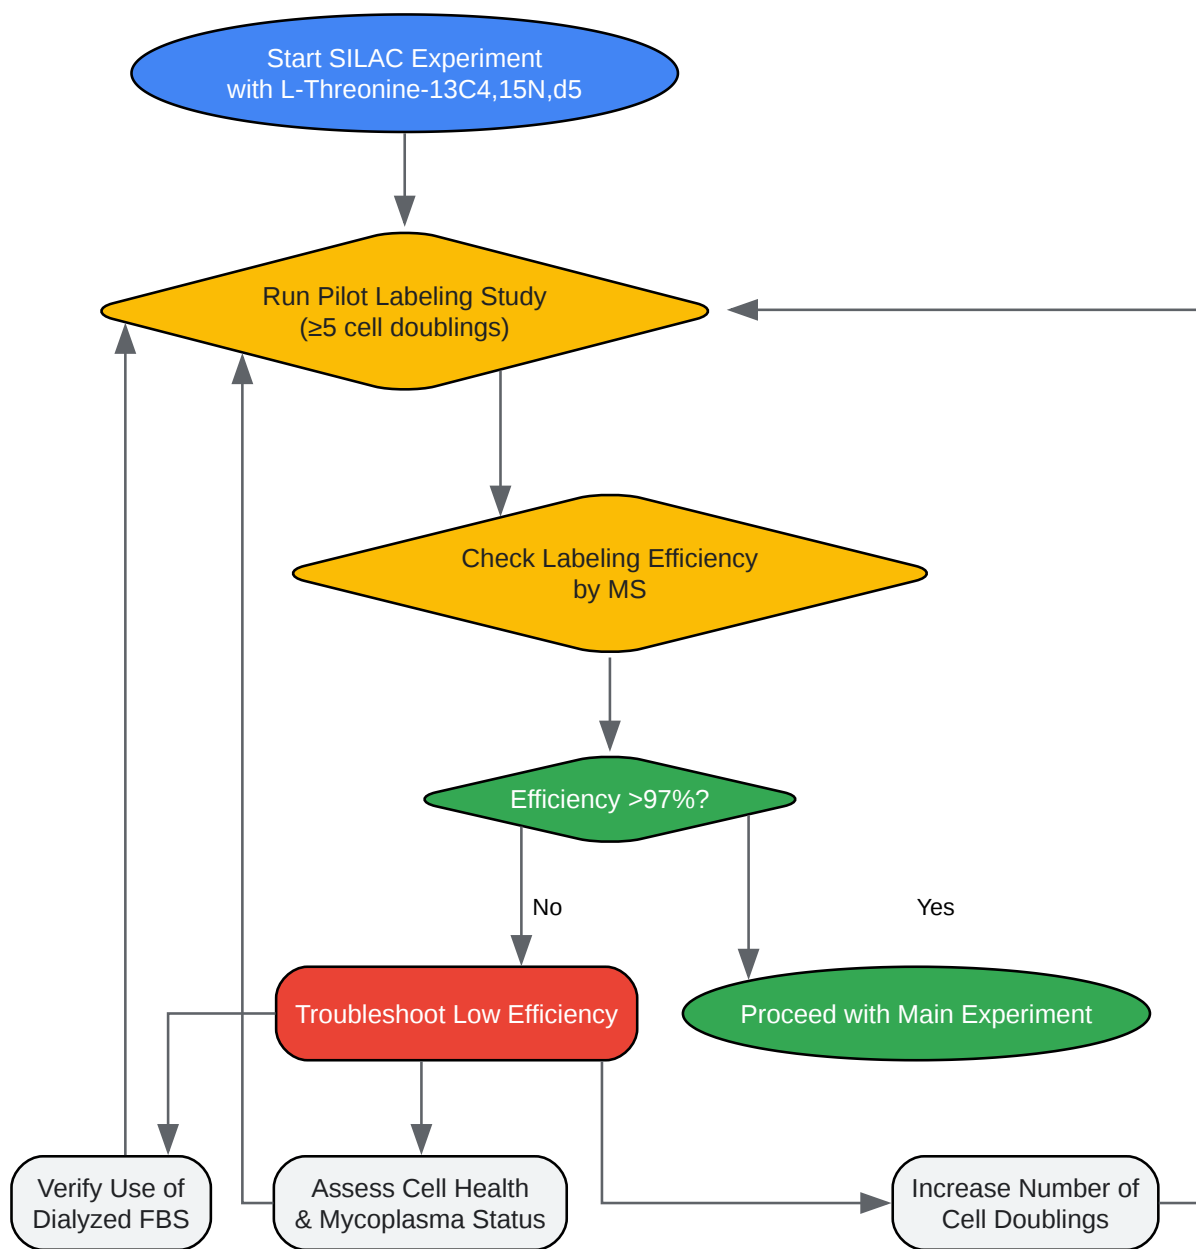 Start SILAC Experiment
with L-Threonine-13C4,15N,d5
Run Pilot Labeling Study
(≥5 cell doublings)
Check Labeling Efficiency
by MS
Efficiency >97%?
No
Yes
Troubleshoot Low Efficiency
Proceed with Main Experiment
Verify Use of
Dialyzed FBS
Assess Cell Health
& Mycoplasma Status
Increase Number of
Cell Doublings